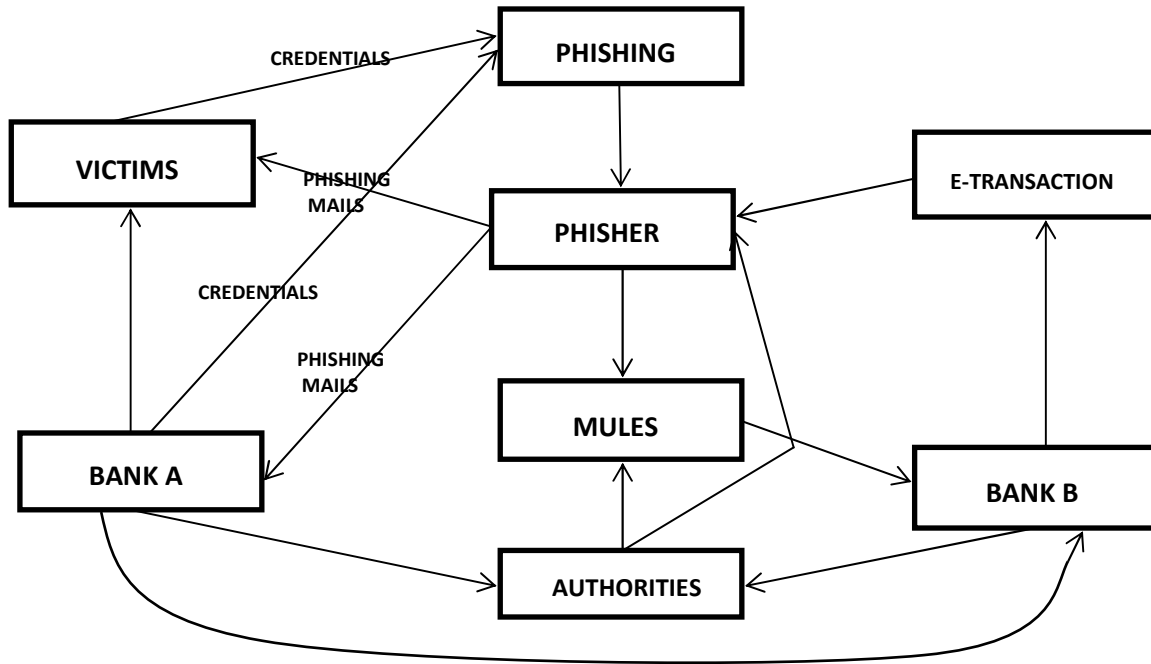 PHISHING
CREDENTIALS
VICTIMS
E-TRANSACTION
PHISHING
MAILS
PHISHER
CREDENTIALS
PHISHING
MAILS
MULES
BANK A
BANK B
AUTHORITIES